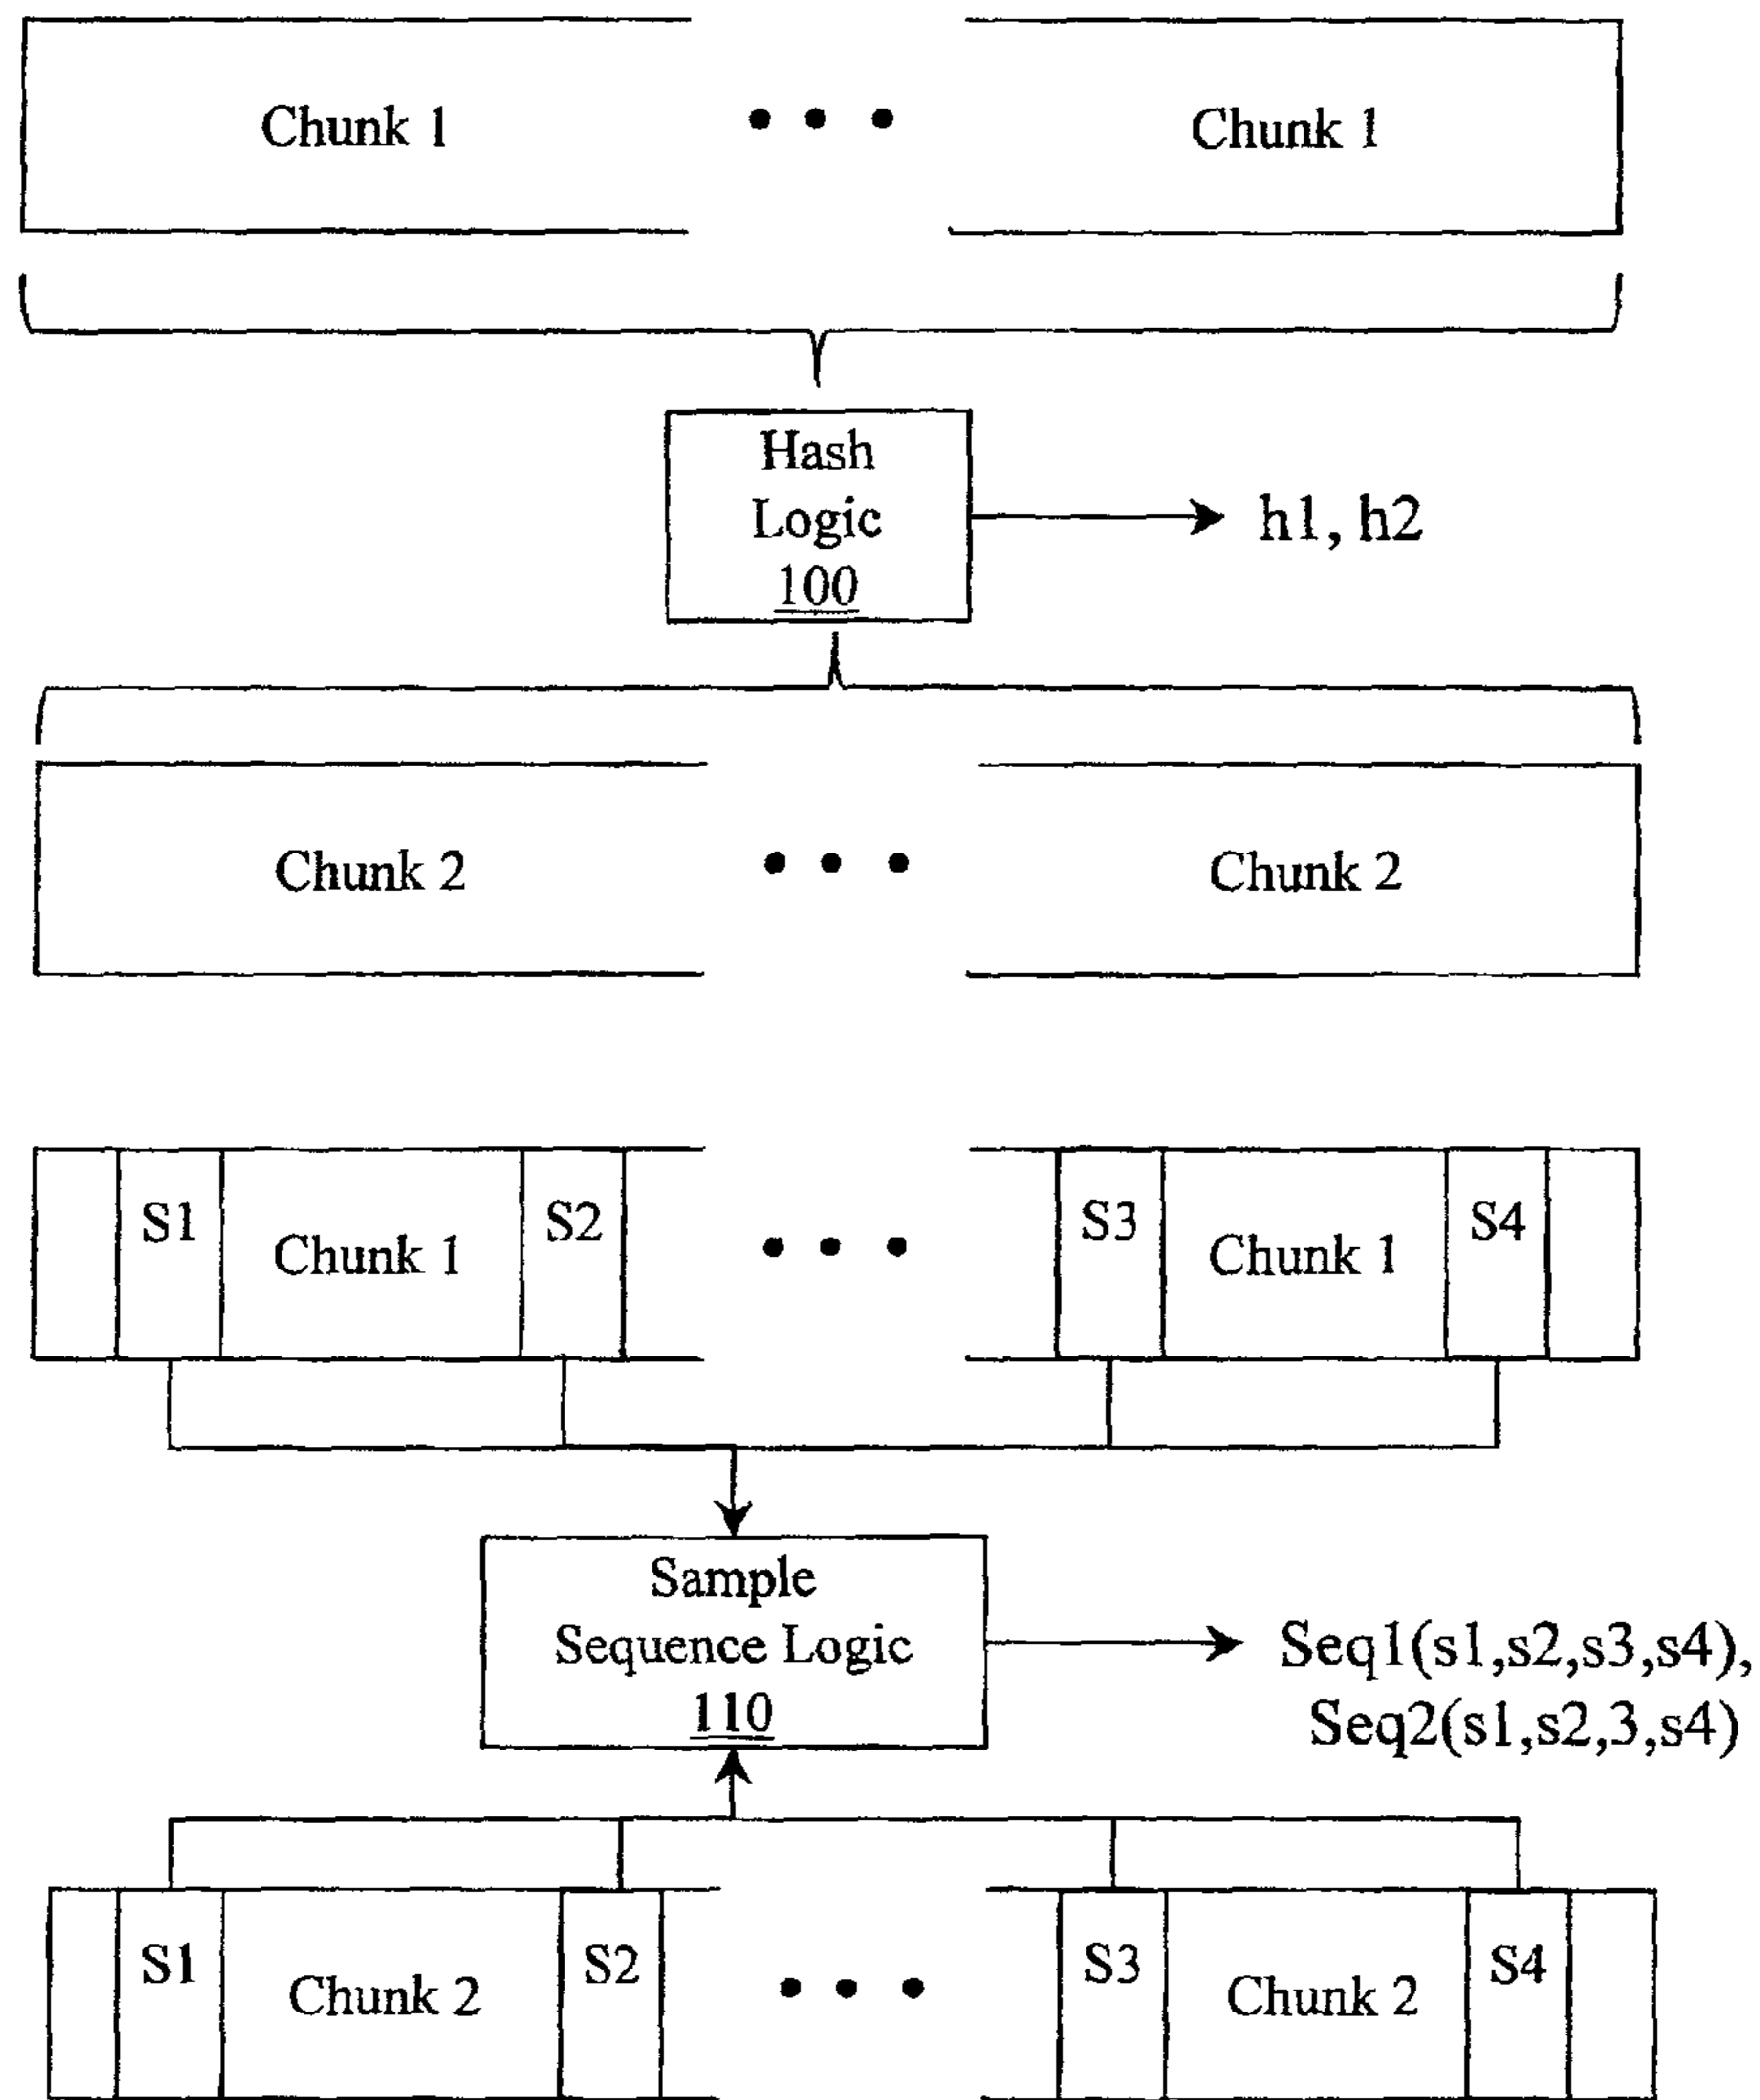 Chunk 1 Chunk 1
Hash
Logic
100
h1, h2
Chunk 2 Chunk 2
S1 Chunk 1 S2 S3 Chunk 1 S4
Sample
Sequence Logic
110
Seq1(s1,s2,s3,s4),
Seq2(s1,s2,3,s4)
S1 Chunk 2 S2 S3 Chunk 2 S4